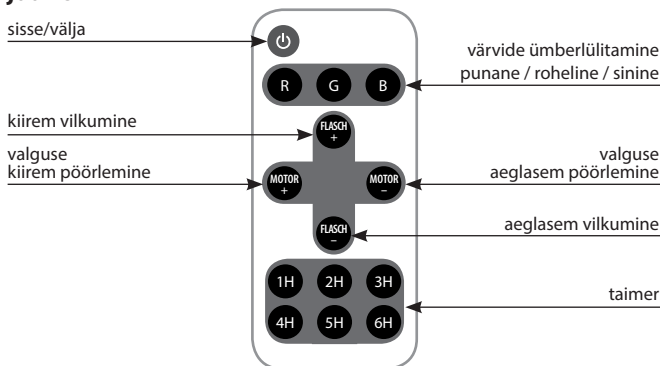 sisse/välja
värvide ümberlülitamine
punane / roheline / sinine
R G B
kiirem vilkumine
FLASCH
+
valguse
kiirem pöörlemine
MOTOR
+
MOTOR
–
valguse
aeglasem pöörlemine
FLASCH
–
aeglasem vilkumine
1H 2H 3H
taimer
4H 5H 6H